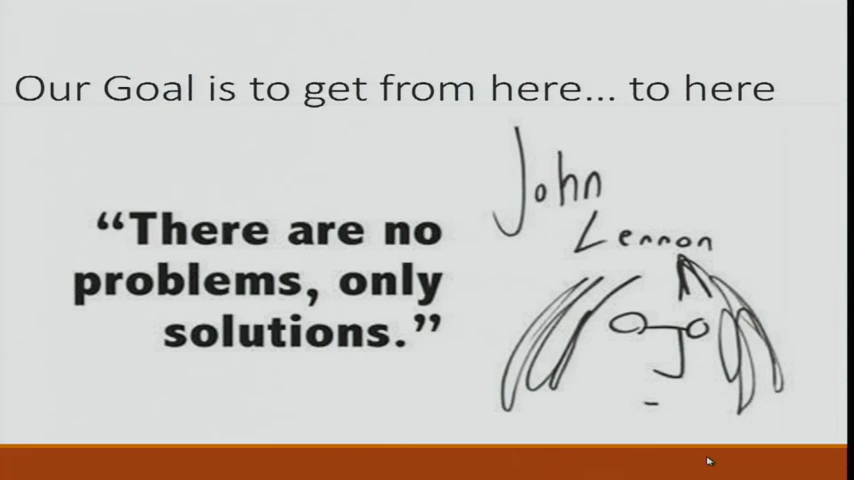 Our Goal is to get from here... to here
“There are no
problems, only
solutions.”
John
Lennon